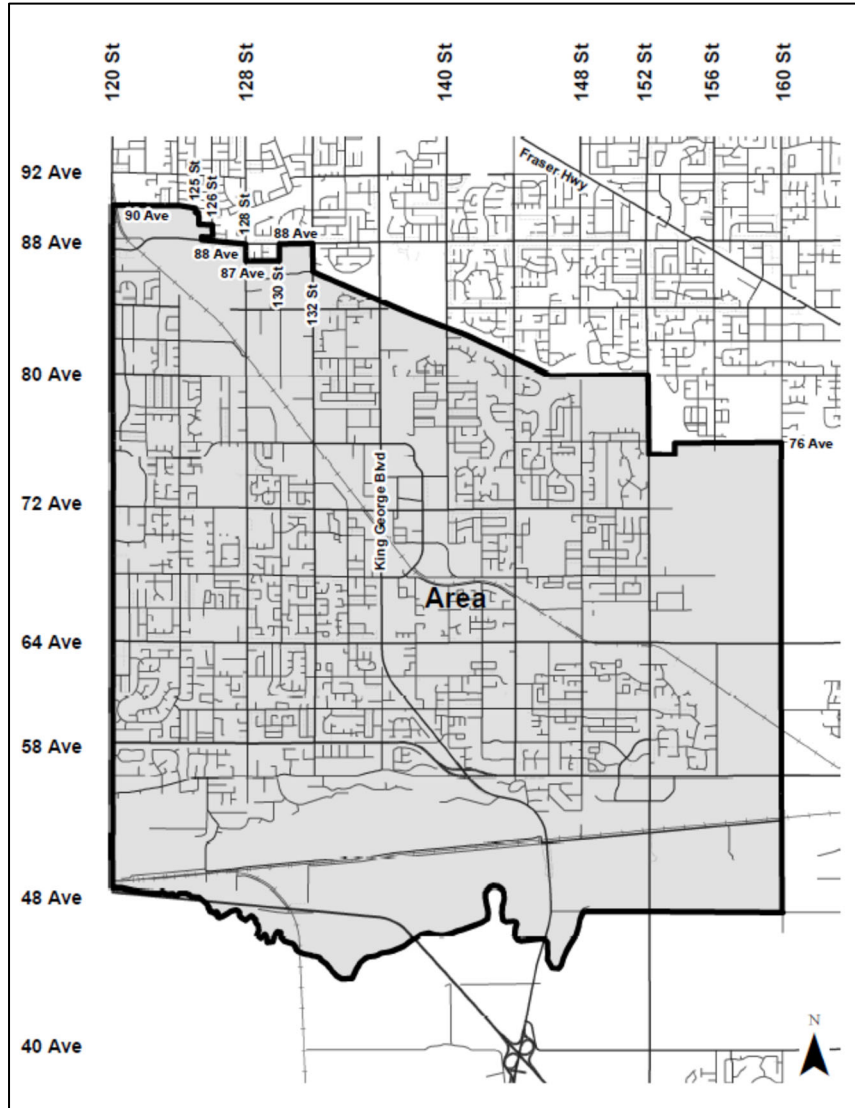 120 St
128 St
140 St
148 St
152 St
156 St
160 St
92 Ave
Fraser Hwy
125 St
126 St
128 St
90 Ave
88 Ave
88 Ave
88 Ave
87 Ave
130 St
132 St
80 Ave
76 Ave
72 Ave
King George Blvd
Area
64 Ave
58 Ave
48 Ave
40 Ave
N